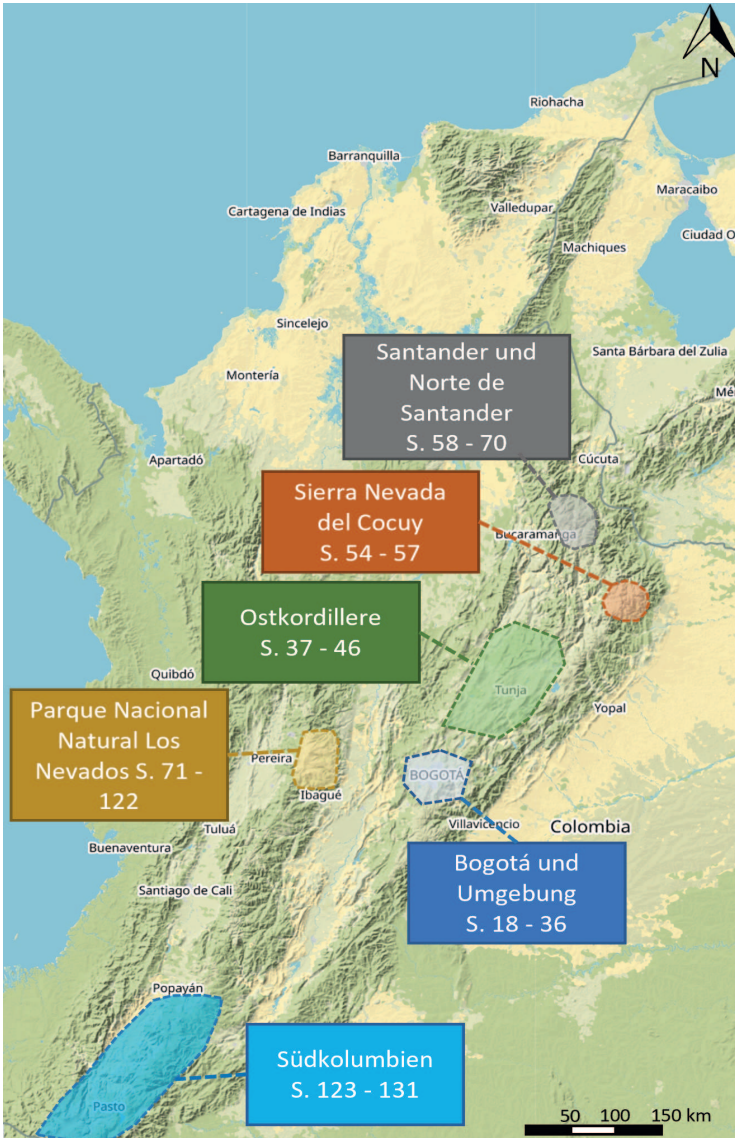 N
Riohacha
Barranquilla
Maracaibo
Cartagena de Indias
Valledupar
Ciudad O
Machiques
Sincelejo
Santa Bárbara del Zulia
Montería
Mé
Santander und
Norte de
Santander
S. 58 - 70
Apartadó
Cúcuta
Sierra Nevada
del Cocuy
S. 54 - 57
Bucaramanga
Ostkordillere
S. 37 - 46
Quibdó
Tunja
Yopal
Parque Nacional
Natural Los
Nevados S. 71 -
122
Pereira
BOGOTÁ
Ibagué
Tuluá
Villavicencio
Colombia
Buenaventura
Bogotá und
Umgebung
S. 18 - 36
Santiago de Cali
Popayán
Südkolumbien
S. 123 - 131
Pasto
50 100 150 km